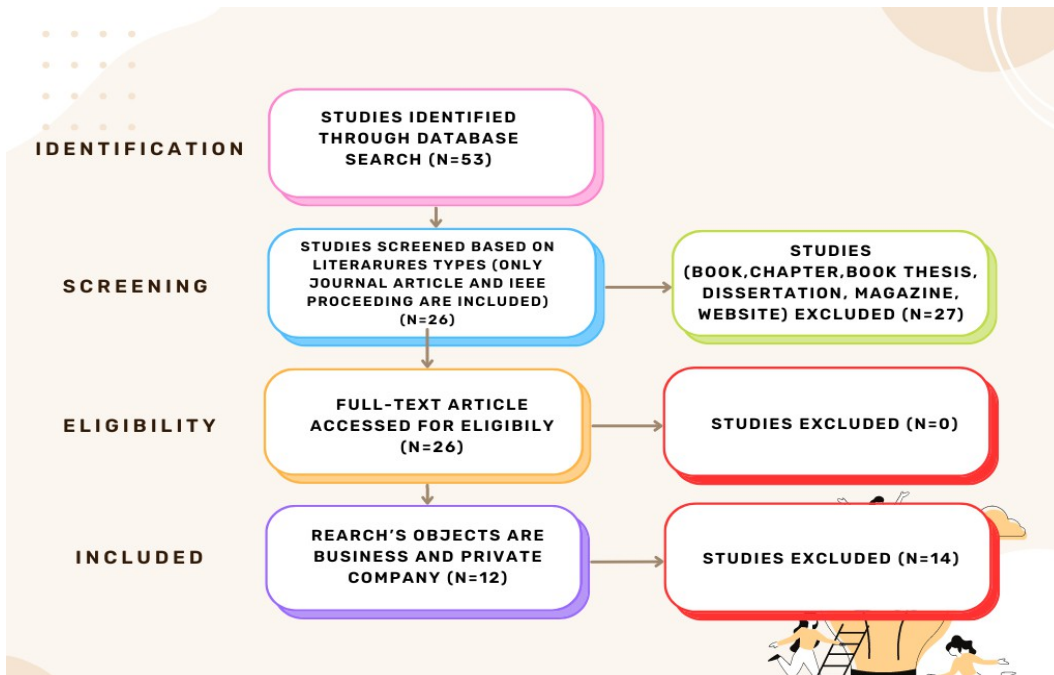 IDENTIFICATION
STUDIES IDENTIFIED
THROUGH DATABASE
SEARCH (N=53)
SCREENING
STUDIES SCREENED BASED ON
LITERARURES TYPES (ONLY
JOURNAL ARTICLE AND IEEE
PROCEEDING ARE INCLUDED)
(N=26)
STUDIES
(BOOK,CHAPTER,BOOK THESIS,
DISSERTATION, MAGAZINE,
WEBSITE) EXCLUDED (N=27)
ELIGIBILITY
FULL-TEXT ARTICLE
ACCESSED FOR ELIGIBILY
(N=26)
STUDIES EXCLUDED (N=0)
INCLUDED
REARCH'S OBJECTS ARE
BUSINESS AND PRIVATE
COMPANY (N=12)
STUDIES EXCLUDED (N=14)